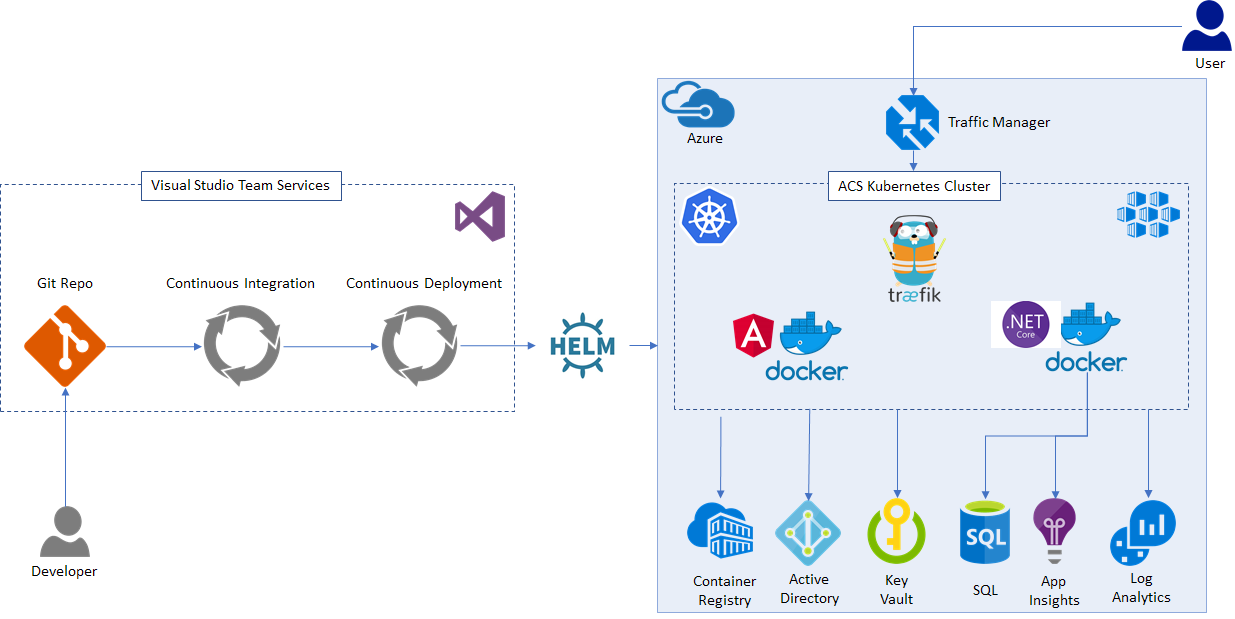 User
Azure
Traffic Manager
Visual Studio Team Services
ACS Kubernetes Cluster
Git Repo
Continuous Integration
Continuous Deployment
træfik
HELM
A
docker
.NET
Core
docker
SQL
Developer
Container
Registry
Active
Directory
Key
Vault
SQL
App
Insights
Log
Analytics